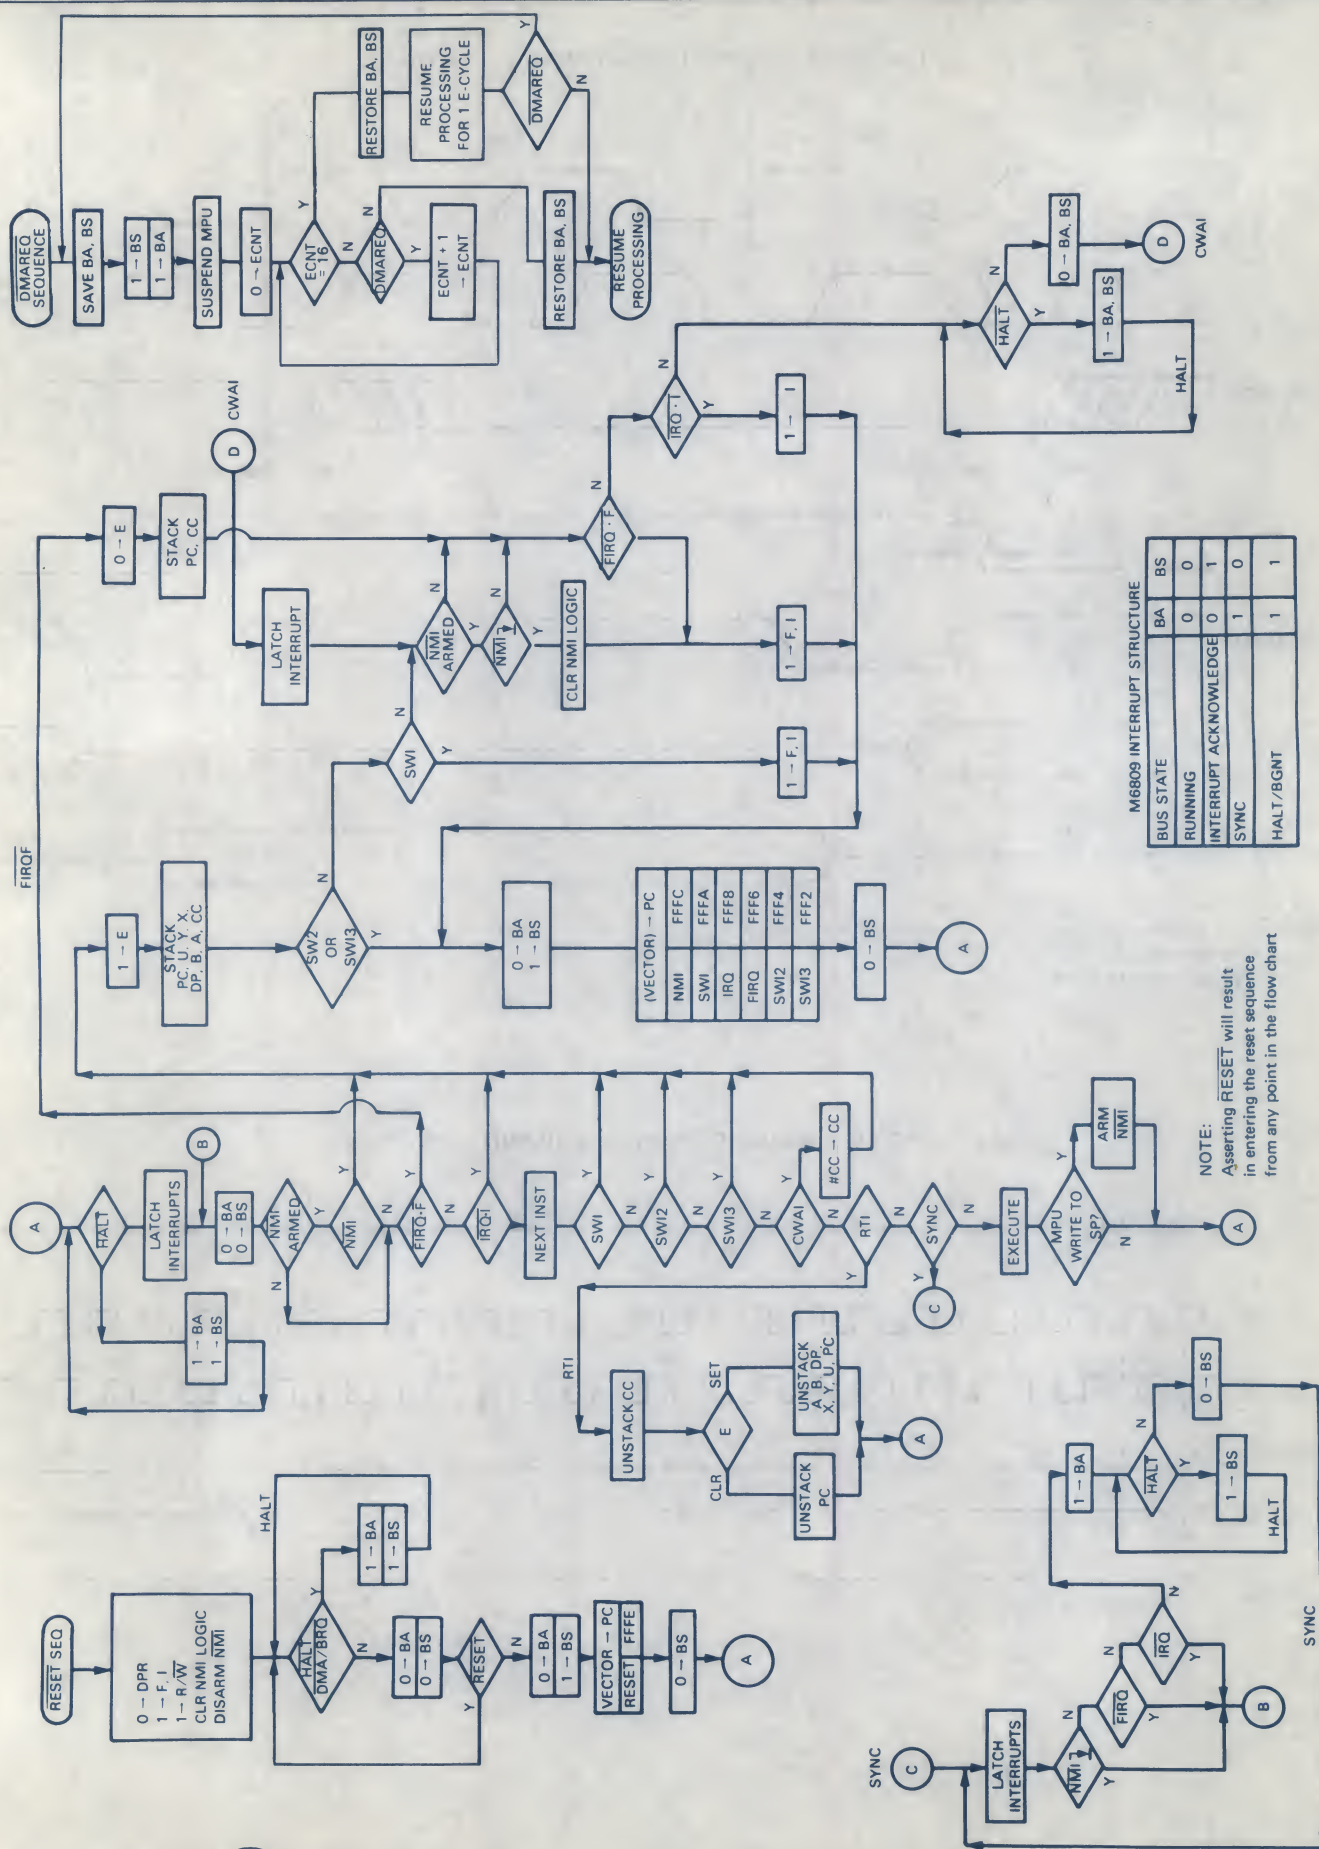 RESET SEQ
0 → DPR
1 → F, I
1 → R/W
CLR NMI LOGIC
DISARM NMI
HALT
HALT
DMA/BRQ
Y
N
1 → BA
1 → BS
0 → BA
0 → BS
RESET
Y
N
0 → BA
1 → BS
VECTOR → PC
RESET FFFE
0 → BS
A
SYNC
C
LATCH
INTERRUPTS
NMI
N
Y
FIRQ
N
Y
IRQ
N
Y
B
1 → BA
HALT
N
Y
1 → BS
HALT
0 → BS
SYNC
A
HALT
1 → BA
1 → BS
LATCH
INTERRUPTS
B
0 → BA
0 → BS
NMI
ARMED
N
Y
NMI
Y
N
FIRQ·F
Y
N
IRQ·I
Y
N
NEXT INST
SWI
Y
N
SWI2
Y
N
SWI3
Y
N
CWAI
Y
N
#CC → CC
RTI
Y
N
SYNC
Y
N
C
EXECUTE
MPU
WRITE TO
SP?
Y
N
ARM
NMI
A
RTI
UNSTACK CC
E
CLR
SET
UNSTACK
PC
UNSTACK
A, B, DP,
X, Y, U, PC
A
FIRQF
1 → E
STACK
PC, U, Y, X,
DP, B, A, CC
SW2
OR
SWI3
N
Y
0 → BA
1 → BS
(VECTOR) → PC
NMI FFFC
SWI FFFA
IRQ FFF8
FIRQ FFF6
SWI2 FFF4
SWI3 FFF2
0 → BS
A
0 → E
STACK
PC, CC
D
CWAI
LATCH
INTERRUPT
SWI
N
Y
NMI
ARMED
N
Y
NMI
N
Y
CLR NMI LOGIC
FIRQ · F
N
IRQ · I
N
Y
1 → F, I
1 → F, I
1 → I
DMAREQ
SEQUENCE
SAVE BA, BS
1 → BS
1 → BA
SUSPEND MPU
0 → ECNT
ECNT
= 16
Y
N
DMAREQ
N
Y
ECNT + 1
→ ECNT
RESTORE BA, BS
RESUME
PROCESSING
FOR 1 E-CYCLE
DMAREQ
Y
N
RESTORE BA, BS
RESUME
PROCESSING
HALT
N
Y
1 → BA, BS
HALT
0 → BA, BS
D
CWAI
M6809 INTERRUPT STRUCTURE
BUS STATE BA BS
RUNNING 0 0
INTERRUPT ACKNOWLEDGE 0 1
SYNC 1 0
HALT/BGNT 1 1
NOTE:
Asserting RESET will result
in entering the reset sequence
from any point in the flow chart